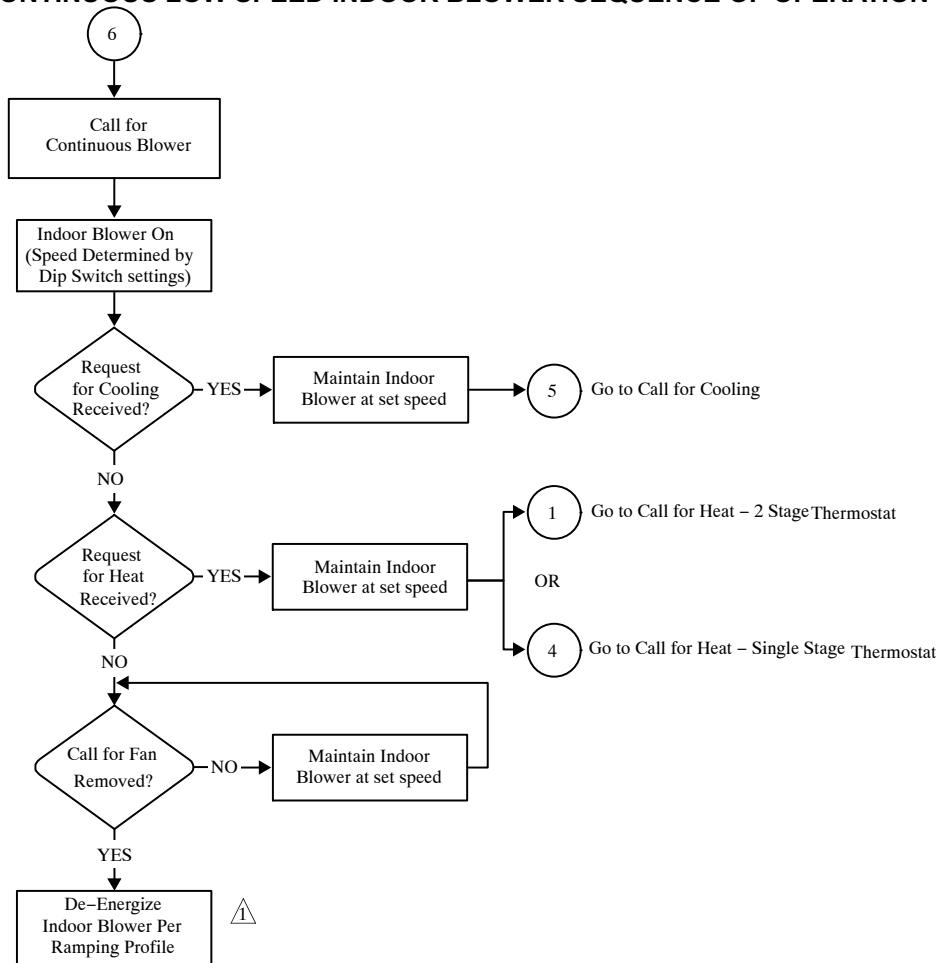 CONTINUOUS LOW SPEED INDOOR BLOWER SEQUENCE OF OPERATION
6
Call for
Continuous Blower
Indoor Blower On
(Speed Determined by
Dip Switch settings)
Request
for Cooling
Received?
YES
Maintain Indoor
Blower at set speed
5
Go to Call for Cooling
NO
Request
for Heat
Received?
YES
Maintain Indoor
Blower at set speed
1
Go to Call for Heat − 2 Stage Thermostat
OR
4
Go to Call for Heat − Single Stage Thermostat
NO
Call for Fan
Removed?
NO
Maintain Indoor
Blower at set speed
YES
De−Energize
Indoor Blower Per
Ramping Profile
1